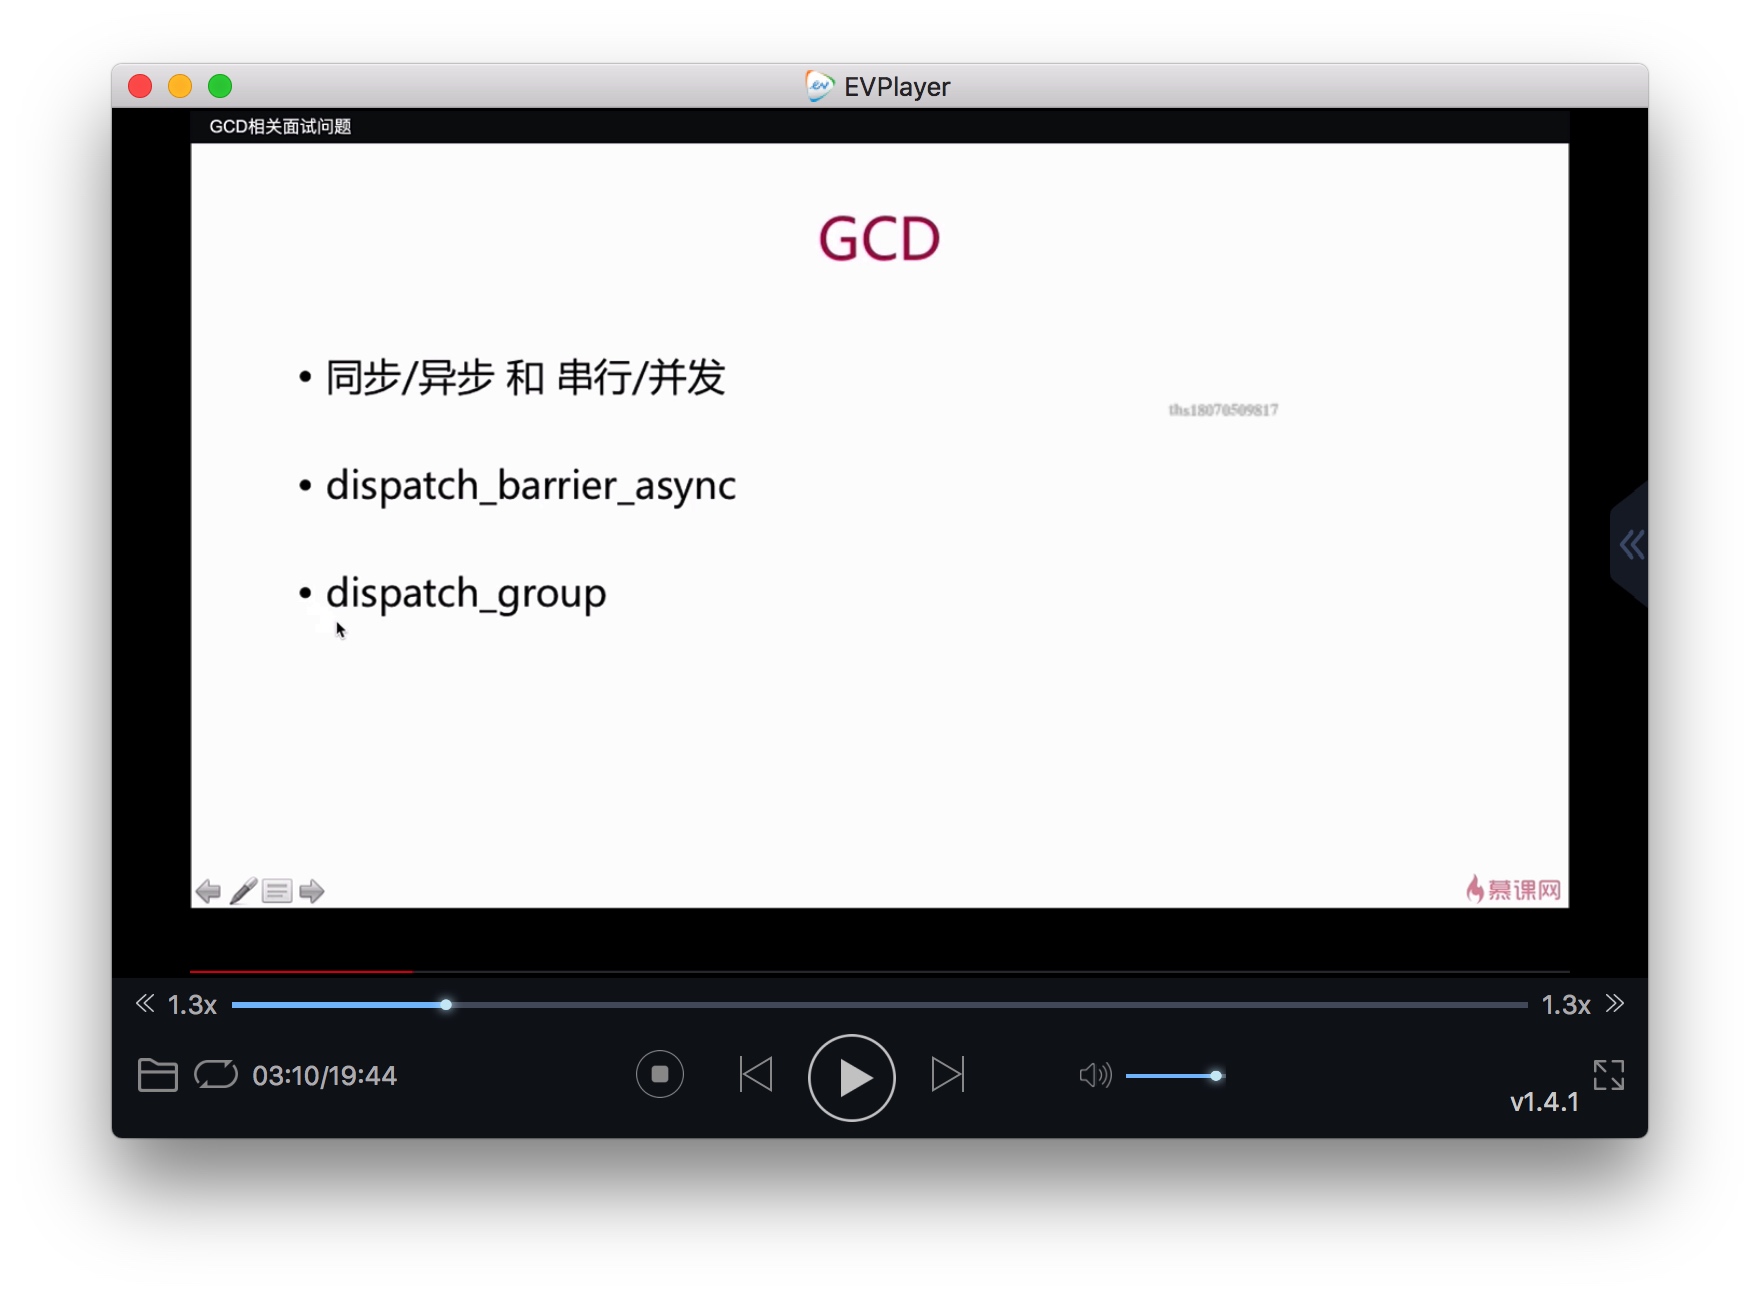 EVPlayer
GCD相关面试问题
GCD
• 同步/异步 和 串行/并发
ths18070509817
• dispatch_barrier_async
• dispatch_group
慕课网
1.3x
1.3x
03:10/19:44
v1.4.1